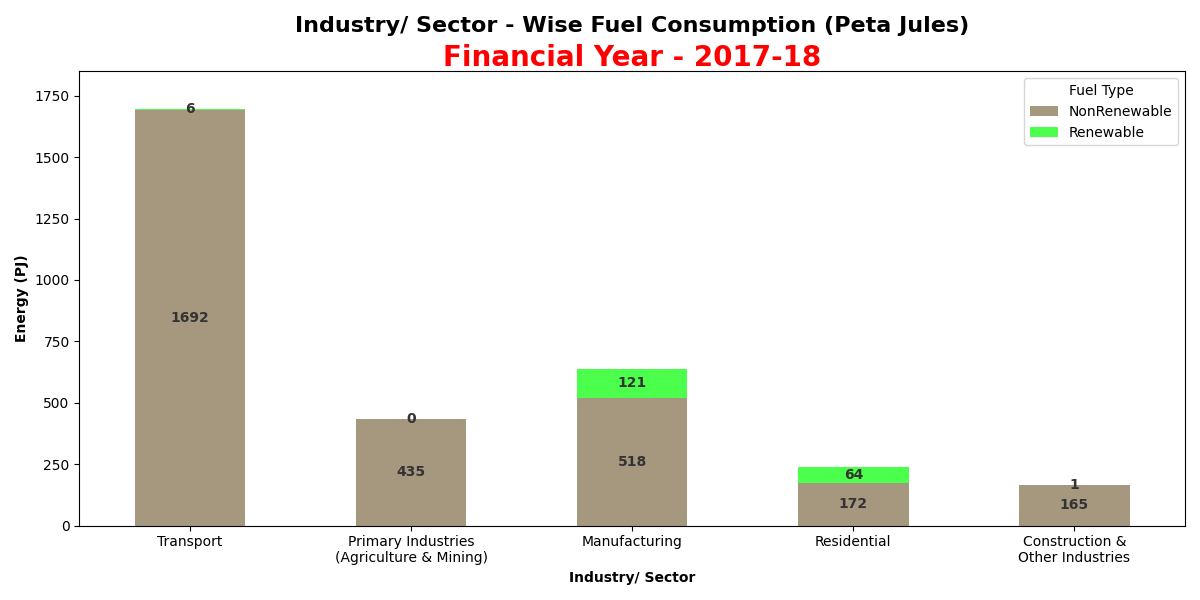 Industry/ Sector - Wise Fuel Consumption (Peta Jules)
Financial Year - 2017-18
Fuel Type
NonRenewable
Renewable
Energy (PJ)
1750
1500
1250
1000
750
500
250
0
6
1692
0
435
121
518
64
172
1
165
Transport
Primary Industries
(Agriculture & Mining)
Manufacturing
Residential
Construction &
Other Industries
Industry/ Sector